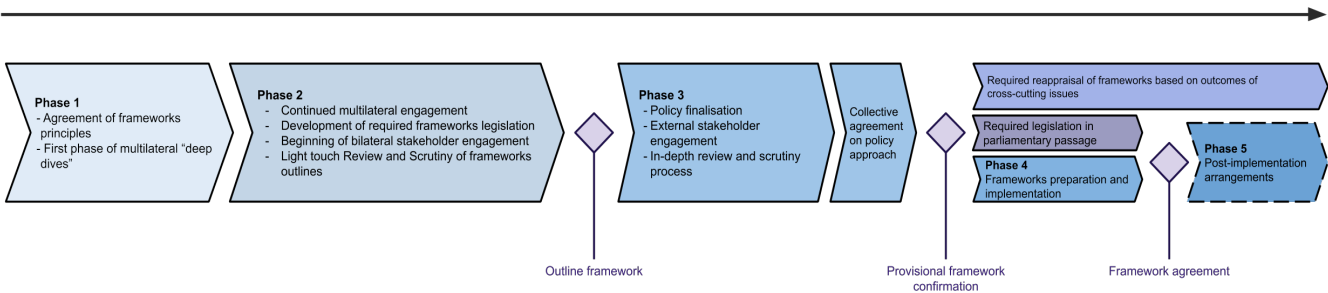 Phase 1
- Agreement of frameworks
principles
- First phase of multilateral “deep
dives”
Phase 2
- Continued multilateral engagement
- Development of required frameworks legislation
- Beginning of bilateral stakeholder engagement
- Light touch Review and Scrutiny of frameworks
outlines
Outline framework
Phase 3
- Policy finalisation
- External stakeholder
engagement
- In-depth review and scrutiny
process
Collective
agreement
on policy
approach
Provisional framework
confirmation
Required reappraisal of frameworks based on outcomes of
cross-cutting issues
Required legislation in
parliamentary passage
Phase 4
Frameworks preparation and
implementation
Framework agreement
Phase 5
Post-implementation
arrangements